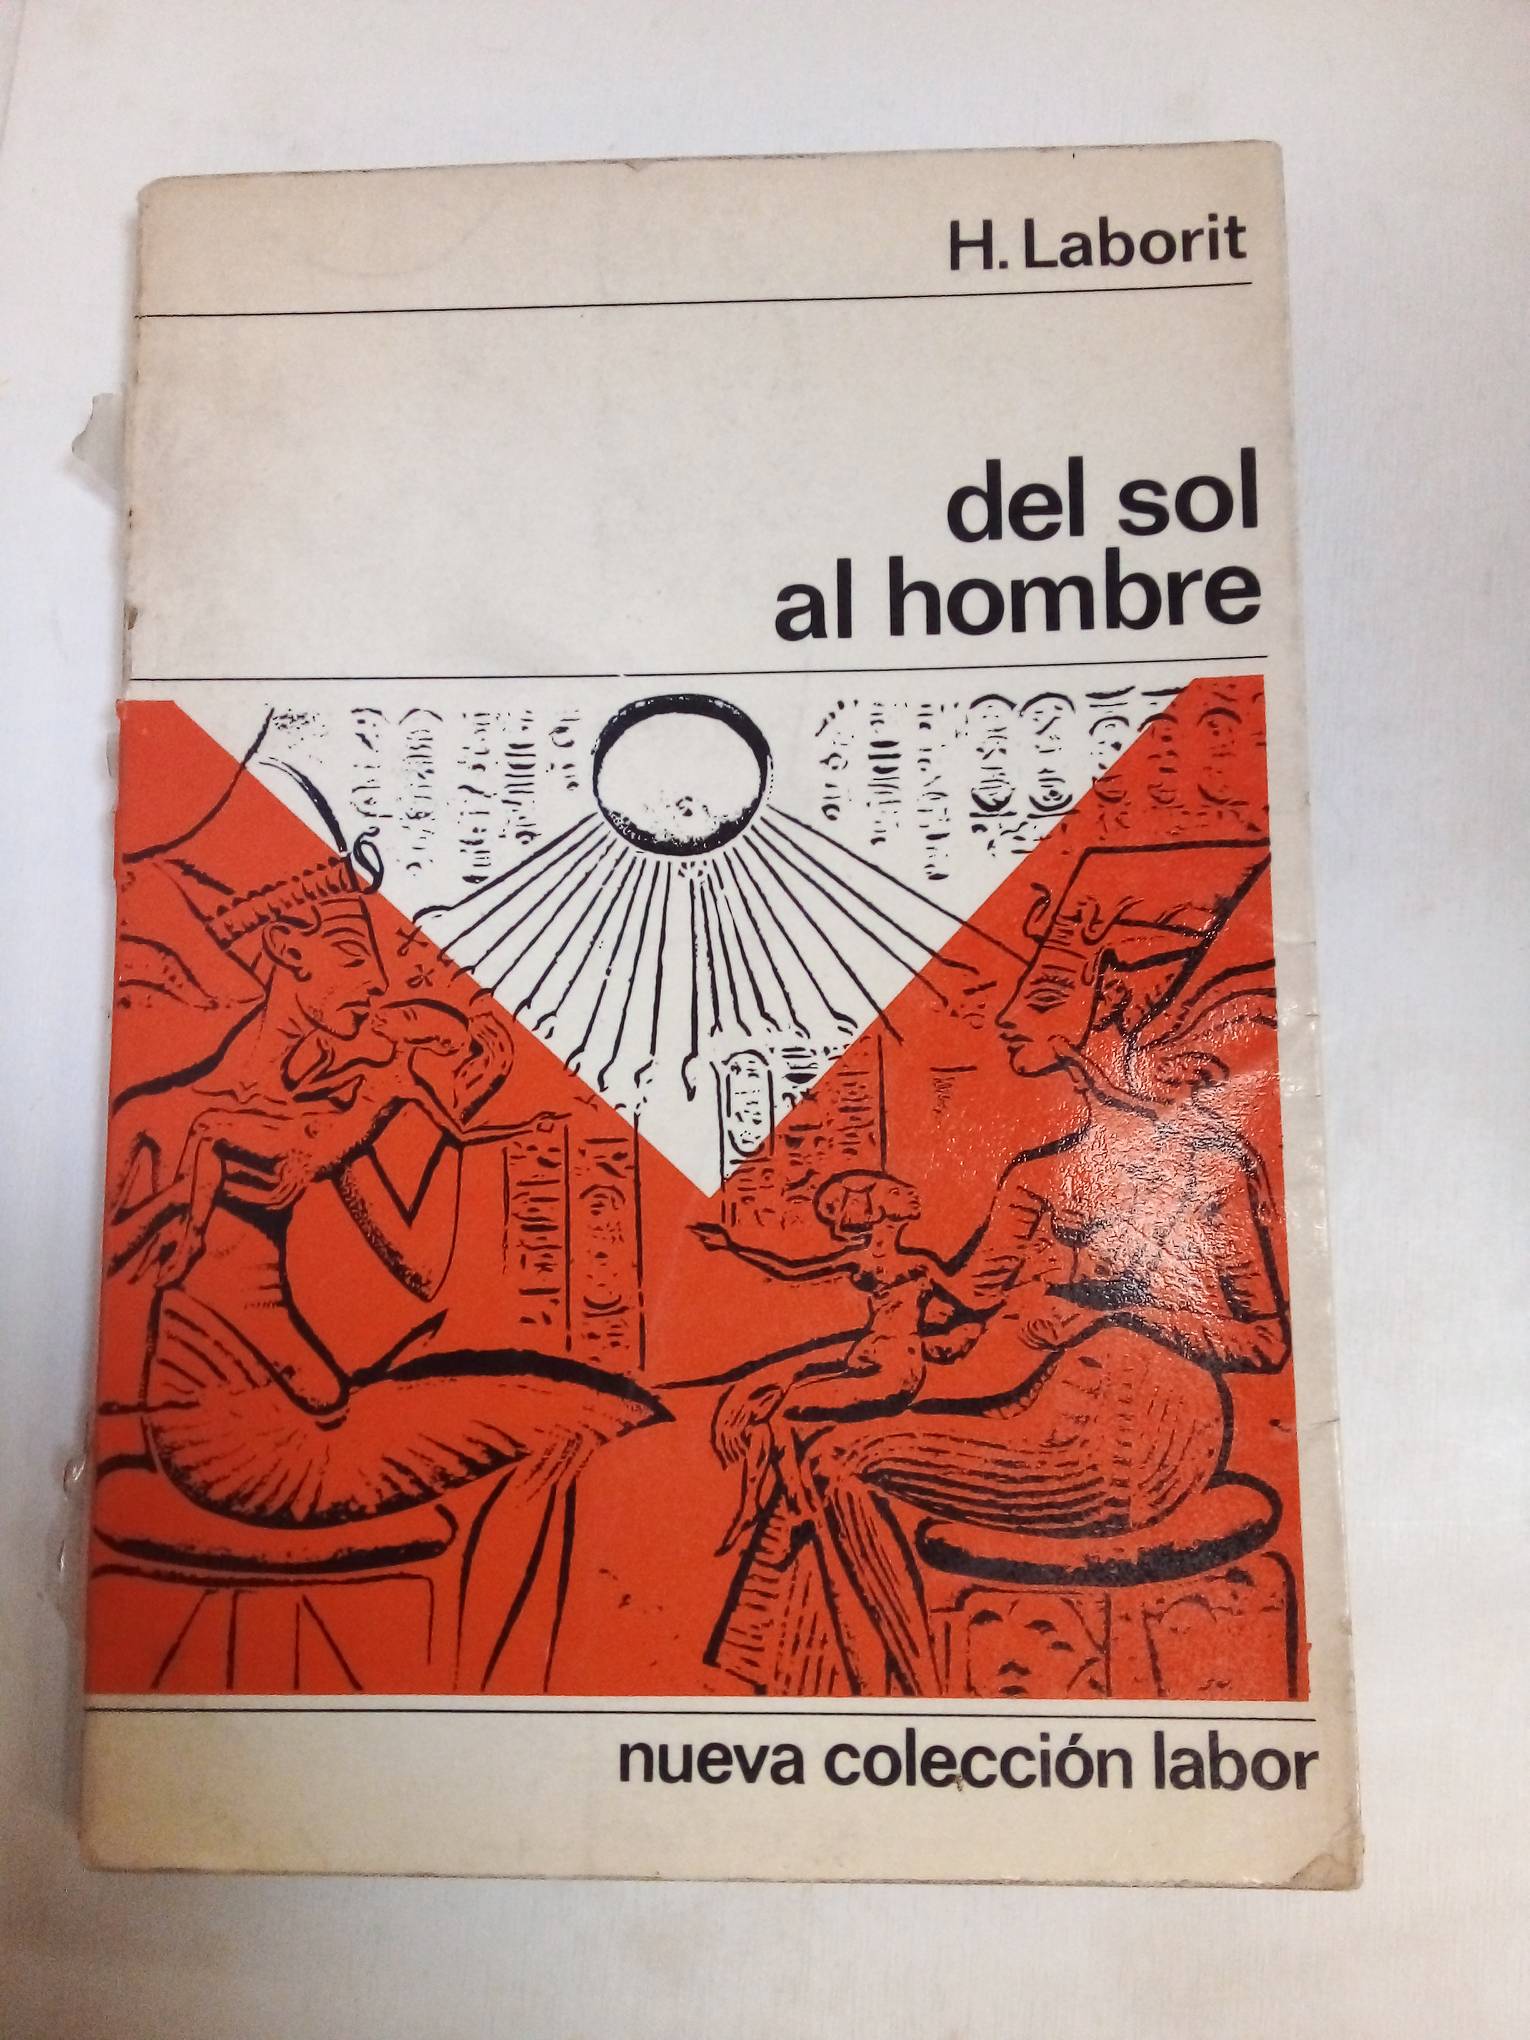 H. Laborit
del sol
al hombre
nueva colección labor